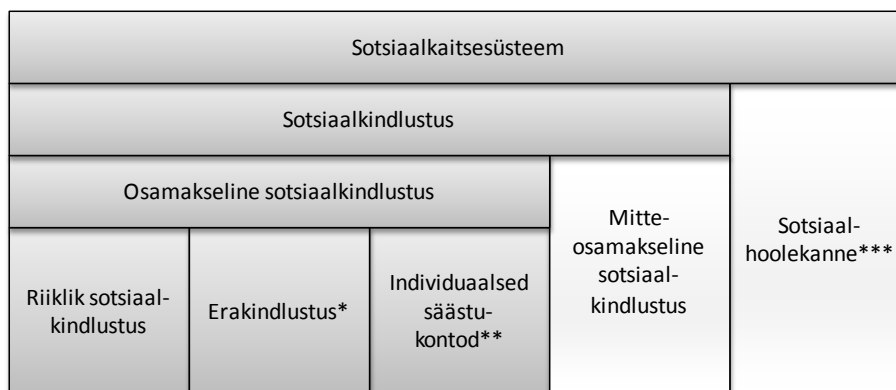 Sotsiaalkaitsesüsteem
Sotsiaalkindlustus
Osamakseline sotsiaalkindlustus
Riiklik sotsiaal-
kindlustus
Erakindlustus*
Individuaalsed
säästu-
kontod**
Mitte-
osamakseline
sotsiaal-
kindlustus
Sotsiaal-
hoolekanne***